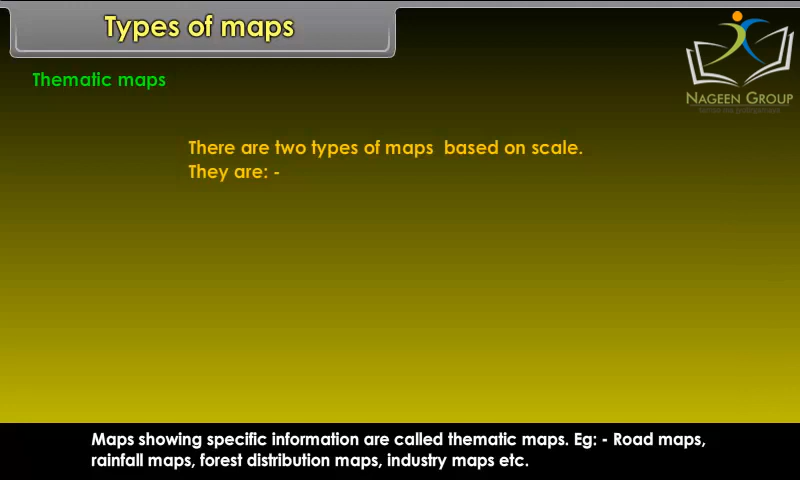 Types of maps
NAGEEN GROUP
Thematic maps
There are two types of maps based on scale.
They are: -
Maps showing specific information are called thematic maps. Eg: - Road maps,
rainfall maps, forest distribution maps, industry maps etc.